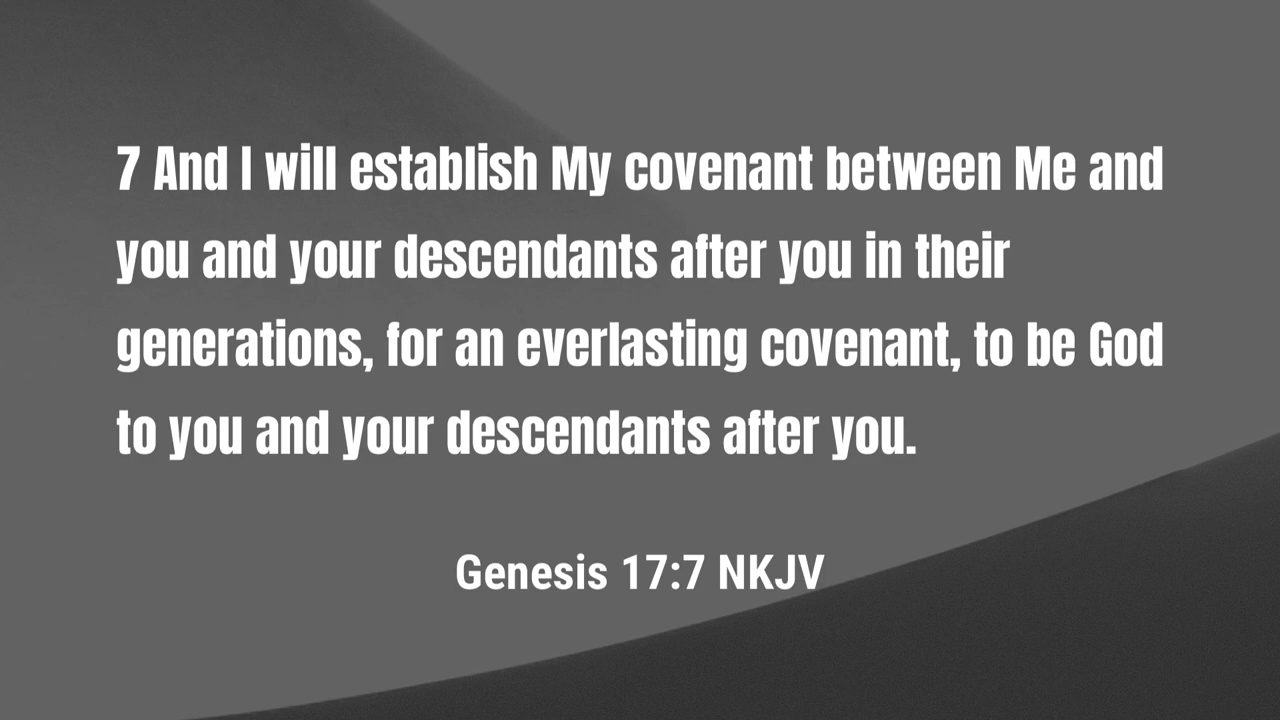 7 And I will establish My covenant between Me and
you and your descendants after you in their
generations, for an everlasting covenant, to be God
to you and your descendants after you.
Genesis 17:7 NKJV